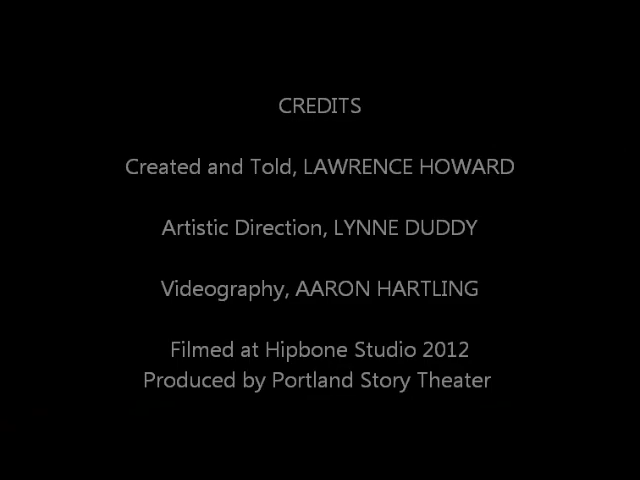 CREDITS
Created and Told, LAWRENCE HOWARD
Artistic Direction, LYNNE DUDDY
Videography, AARON HARTLING
Filmed at Hipbone Studio 2012
Produced by Portland Story Theater